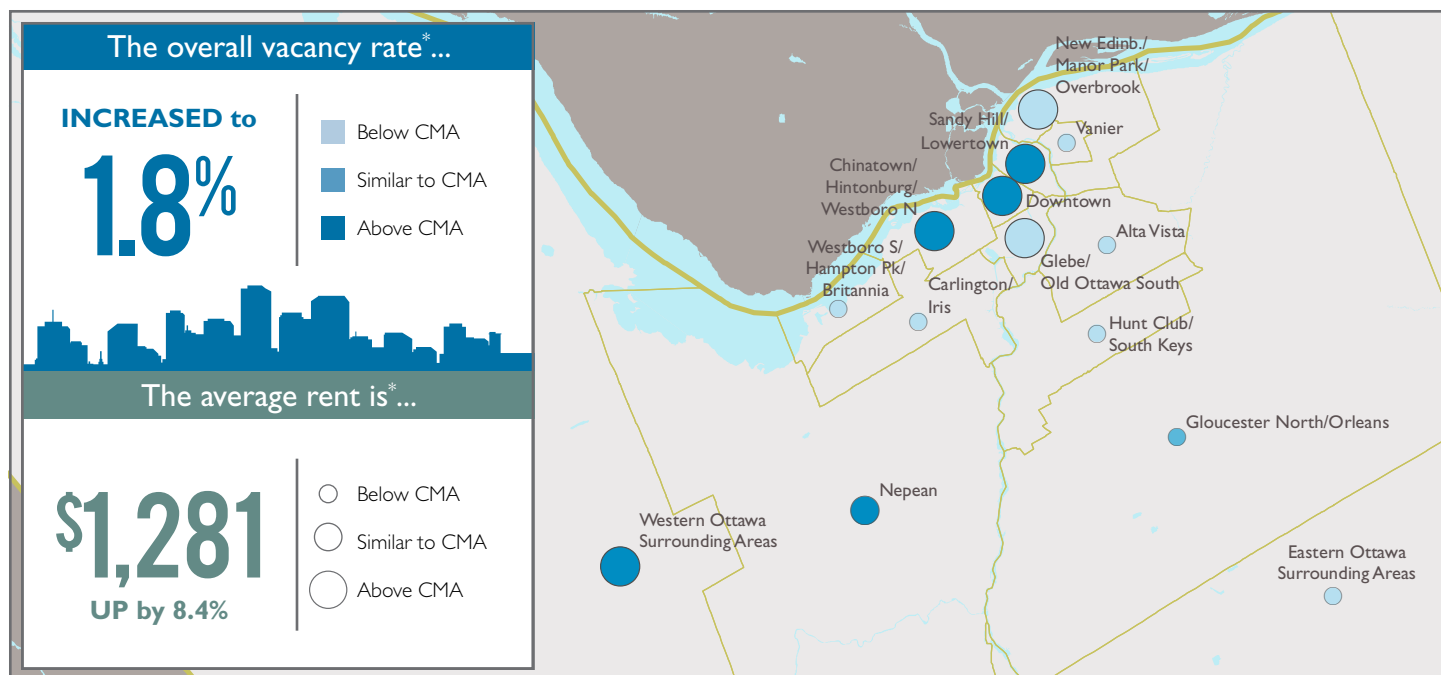 The overall vacancy rate*...
INCREASED to
1.8%
Below CMA
Similar to CMA
Above CMA
The average rent is*...
$1,281
UP by 8.4%
Below CMA
Similar to CMA
Above CMA
New Edinb./
Manor Park/
Overbrook
Sandy Hill/
Lowertown
Vanier
Chinatown/
Hintonburg/
Westboro N
Downtown
Alta Vista
Westboro S/
Hampton Pk/
Britannia
Carlington/
Iris
Glebe/
Old Ottawa South
Hunt Club/
South Keys
Gloucester North/Orleans
Nepean
Western Ottawa
Surrounding Areas
Eastern Ottawa
Surrounding Areas